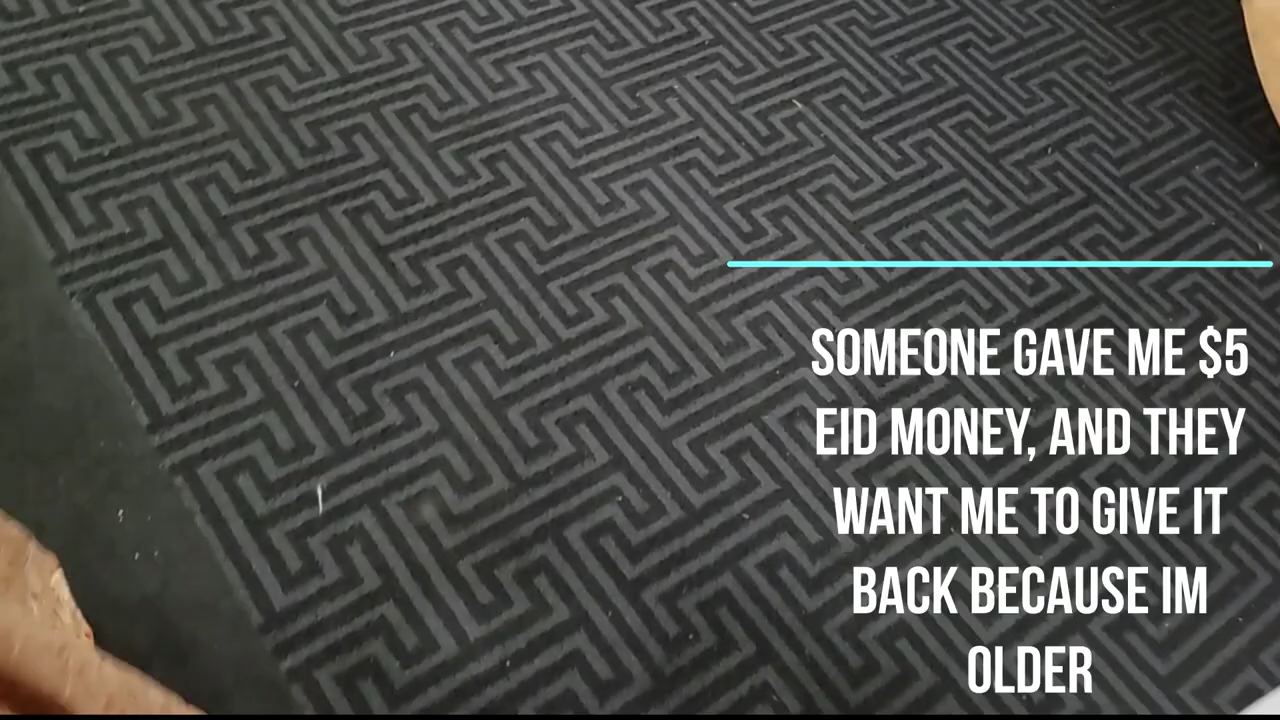 SOMEONE GAVE ME $5
EID MONEY, AND THEY
WANT ME TO GIVE IT
BACK BECAUSE IM
OLDER